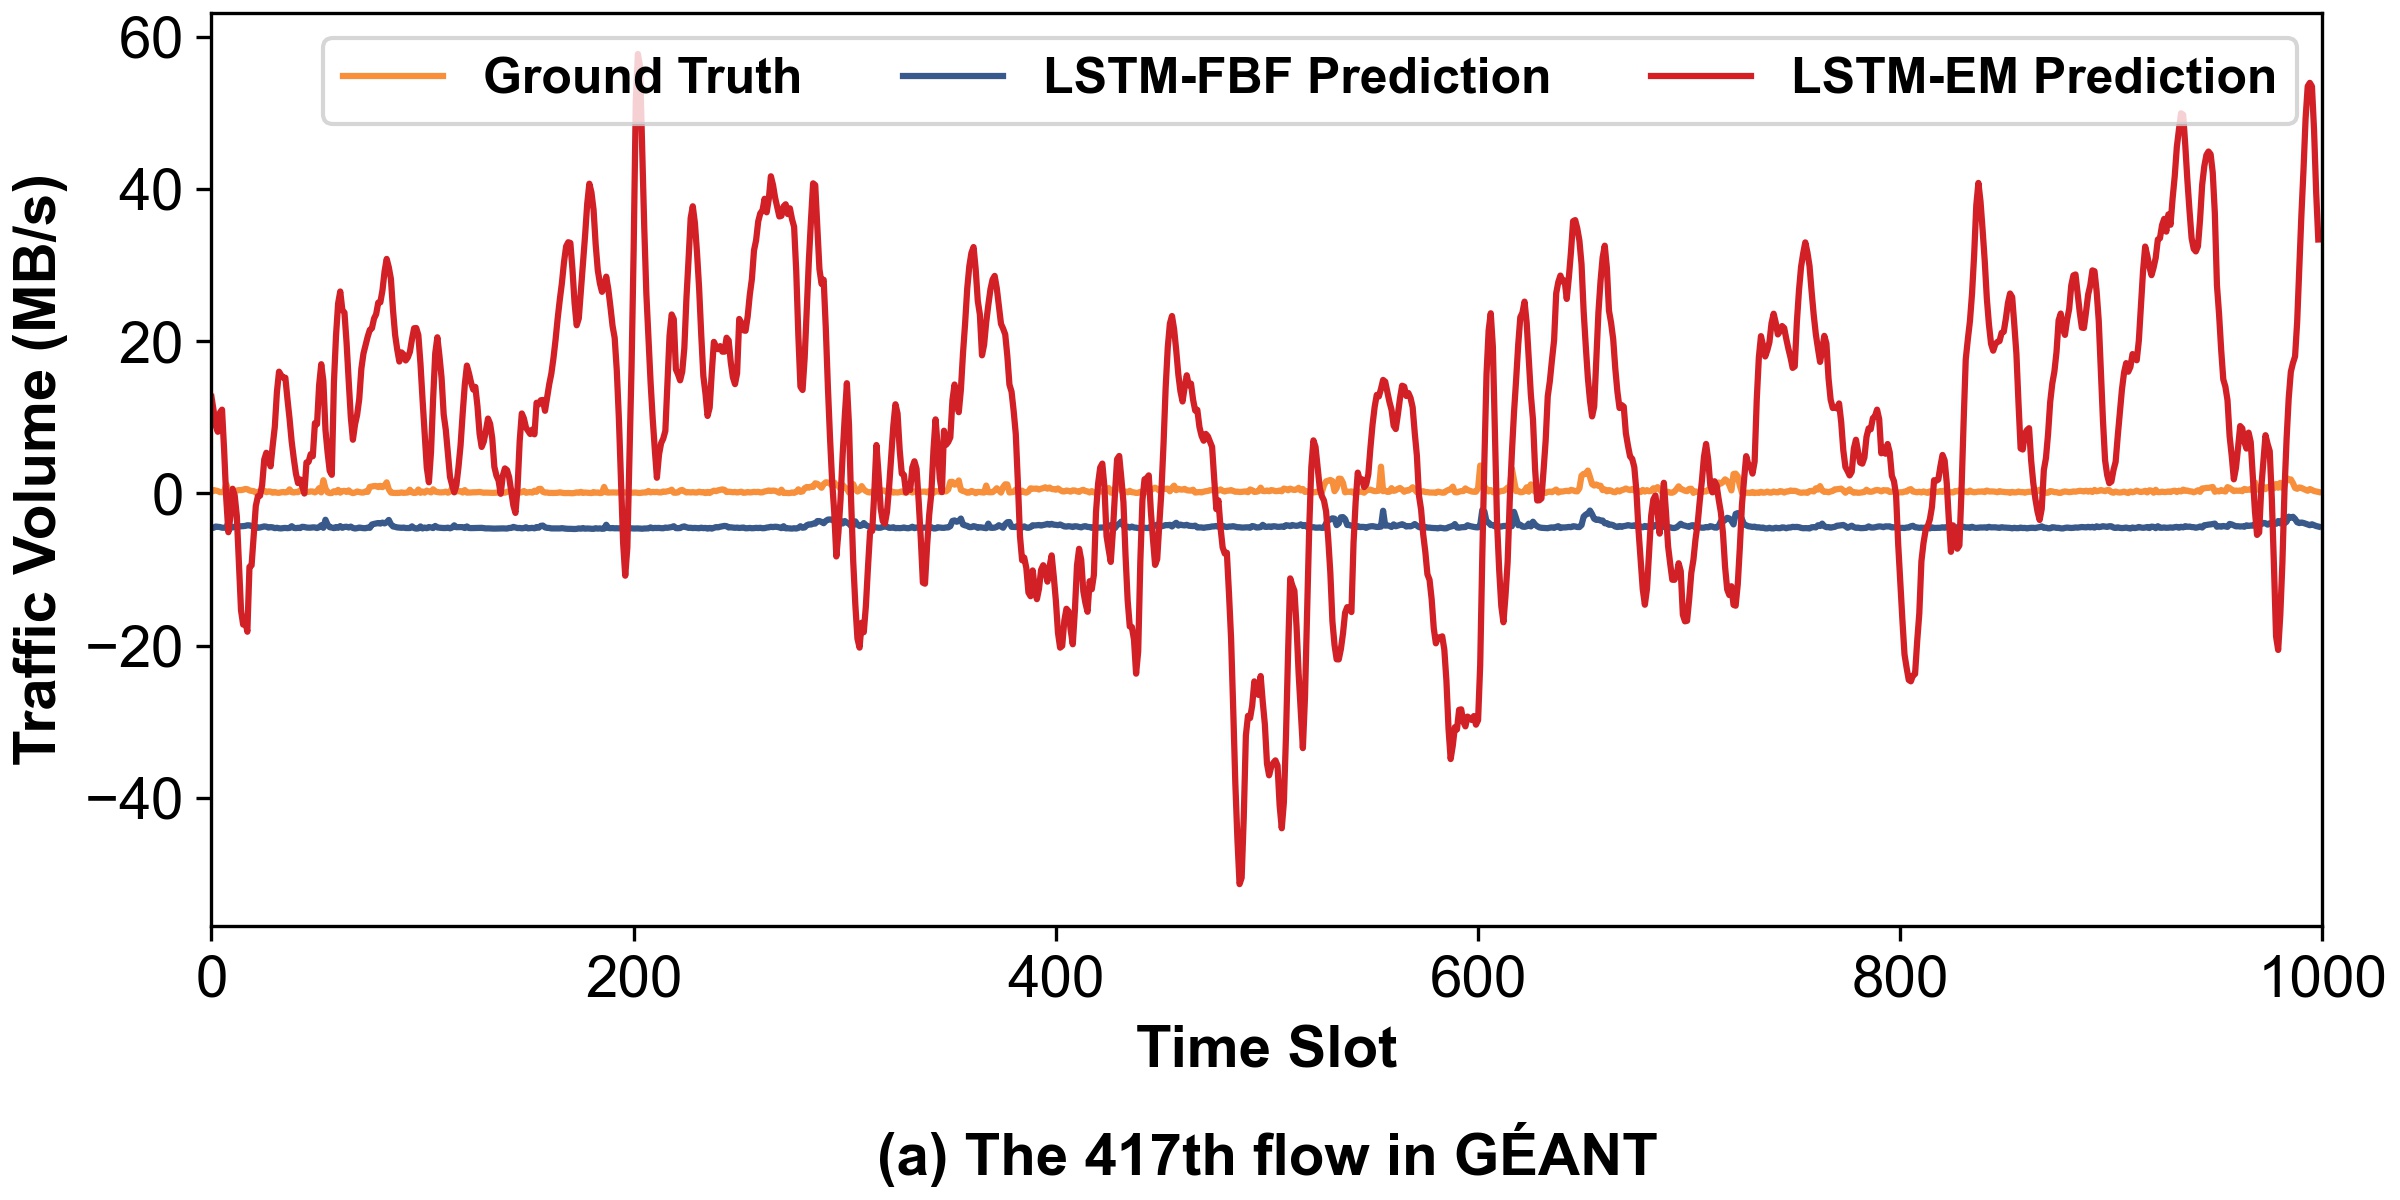 60
40
20
0
−20
−40
Traffic Volume (MB/s)
Ground Truth LSTM-FBF Prediction LSTM-EM Prediction
0 200 400 600 800 1000
Time Slot
(a) The 417th flow in GÉANT